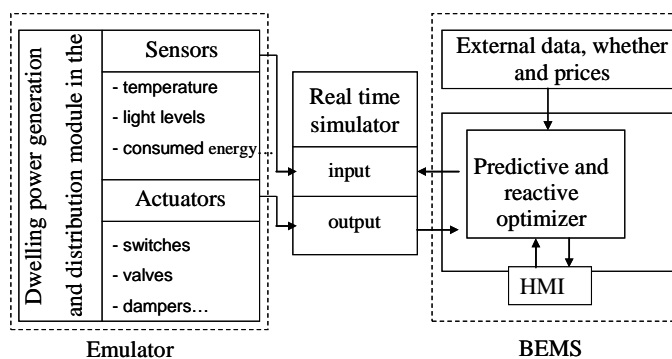 Dwelling power generation
and distribution module in the
Sensors
- temperature
- light levels
- consumed energy...
Actuators
- switches
- valves
- dampers...
Emulator
Real time
simulator
input
output
External data, whether
and prices
Predictive and
reactive
optimizer
HMI
BEMS